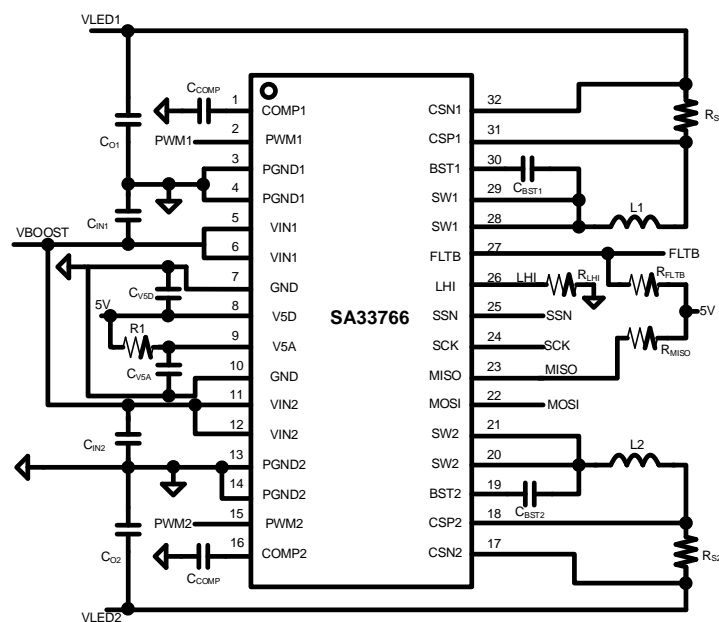 VLED1
CCOMP
1
COMP1
CSN1
32
RS
CO1
PWM1
2
PWM1
CSP1
31
3
PGND1
BST1
30
CBST1
4
PGND1
SW1
29
CIN1
5
VIN1
SW1
28
L1
VBOOST
6
VIN1
FLTB
27
FLTB
7
GND
LHI
26
LHI
RLHI
RFLTB
CV5D
5V
8
V5D
SA33766
SSN
25
SSN
5V
R1
9
V5A
SCK
24
SCK
RMISO
CV5A
10
GND
MISO
23
MISO
11
VIN2
MOSI
22
MOSI
CIN2
12
VIN2
SW2
21
L2
13
PGND2
SW2
20
14
PGND2
BST2
19
CBST2
PWM2
15
PWM2
CSP2
18
CO2
16
COMP2
CSN2
17
RS2
CCOMP
VLED2